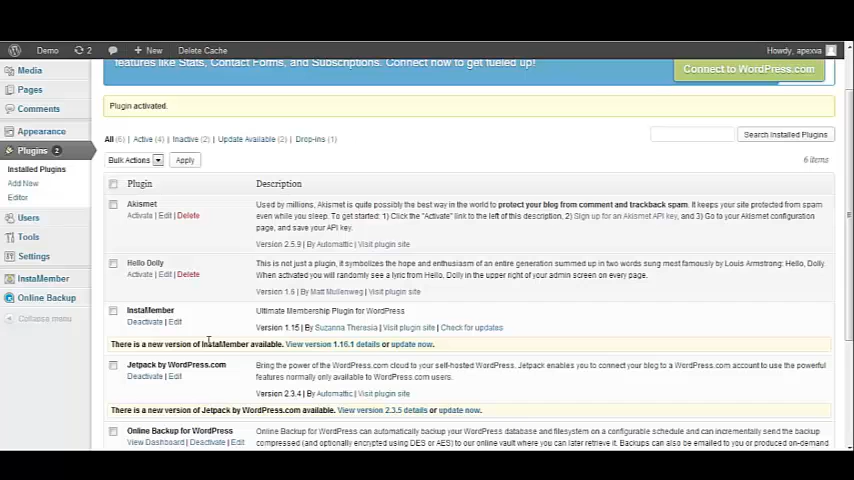 Demo 2 New Delete Cache Howdy, apexva
features like Stats, Contact Forms, and Subscriptions. Connect now to get fueled up!
Connect to WordPress.com
Media
Pages
Comments
Appearance
Plugins 2
Installed Plugins
Add New
Editor
Users
Tools
Settings
InstaMember
Online Backup
Collapse menu
Plugin activated.
All (6) | Active (4) | Inactive (2) | Update Available (2) | Drop-ins (1)
Search Installed Plugins
Bulk Actions Apply 6 items
Plugin Description
Akismet
Activate | Edit | Delete
Used by millions, Akismet is quite possibly the best way in the world to protect your blog from comment and trackback spam. It keeps your site protected from spam
even while you sleep. To get started: 1) Click the "Activate" link to the left of this description, 2) Sign up for an Akismet API key, and 3) Go to your Akismet configuration
page, and save your API key.
Version 2.5.9 | By Automattic | Visit plugin site
Hello Dolly
Activate | Edit | Delete
This is not just a plugin, it symbolizes the hope and enthusiasm of an entire generation summed up in two words sung most famously by Louis Armstrong: Hello, Dolly.
When activated you will randomly see a lyric from Hello, Dolly in the upper right of your admin screen on every page.
Version 1.6 | By Matt Mullenweg | Visit plugin site
InstaMember
Deactivate | Edit
Ultimate Membership Plugin for WordPress
Version 1.15 | By Suzanna Theresia | Visit plugin site | Check for updates
There is a new version of InstaMember available. View version 1.16.1 details or update now.
Jetpack by WordPress.com
Deactivate | Edit
Bring the power of the WordPress.com cloud to your self-hosted WordPress. Jetpack enables you to connect your blog to a WordPress.com account to use the powerful
features normally only available to WordPress.com users.
Version 2.3.4 | By Automattic | Visit plugin site
There is a new version of Jetpack by WordPress.com available. View version 2.3.5 details or update now.
Online Backup for WordPress
View Dashboard | Deactivate | Edit
Online Backup for WordPress can automatically backup your WordPress database and filesystem on a configurable schedule and can incrementally send the backup
compressed (and optionally encrypted using DES or AES) to our online vault where you can later retrieve it. Backups can also be emailed to you or produced on-demand